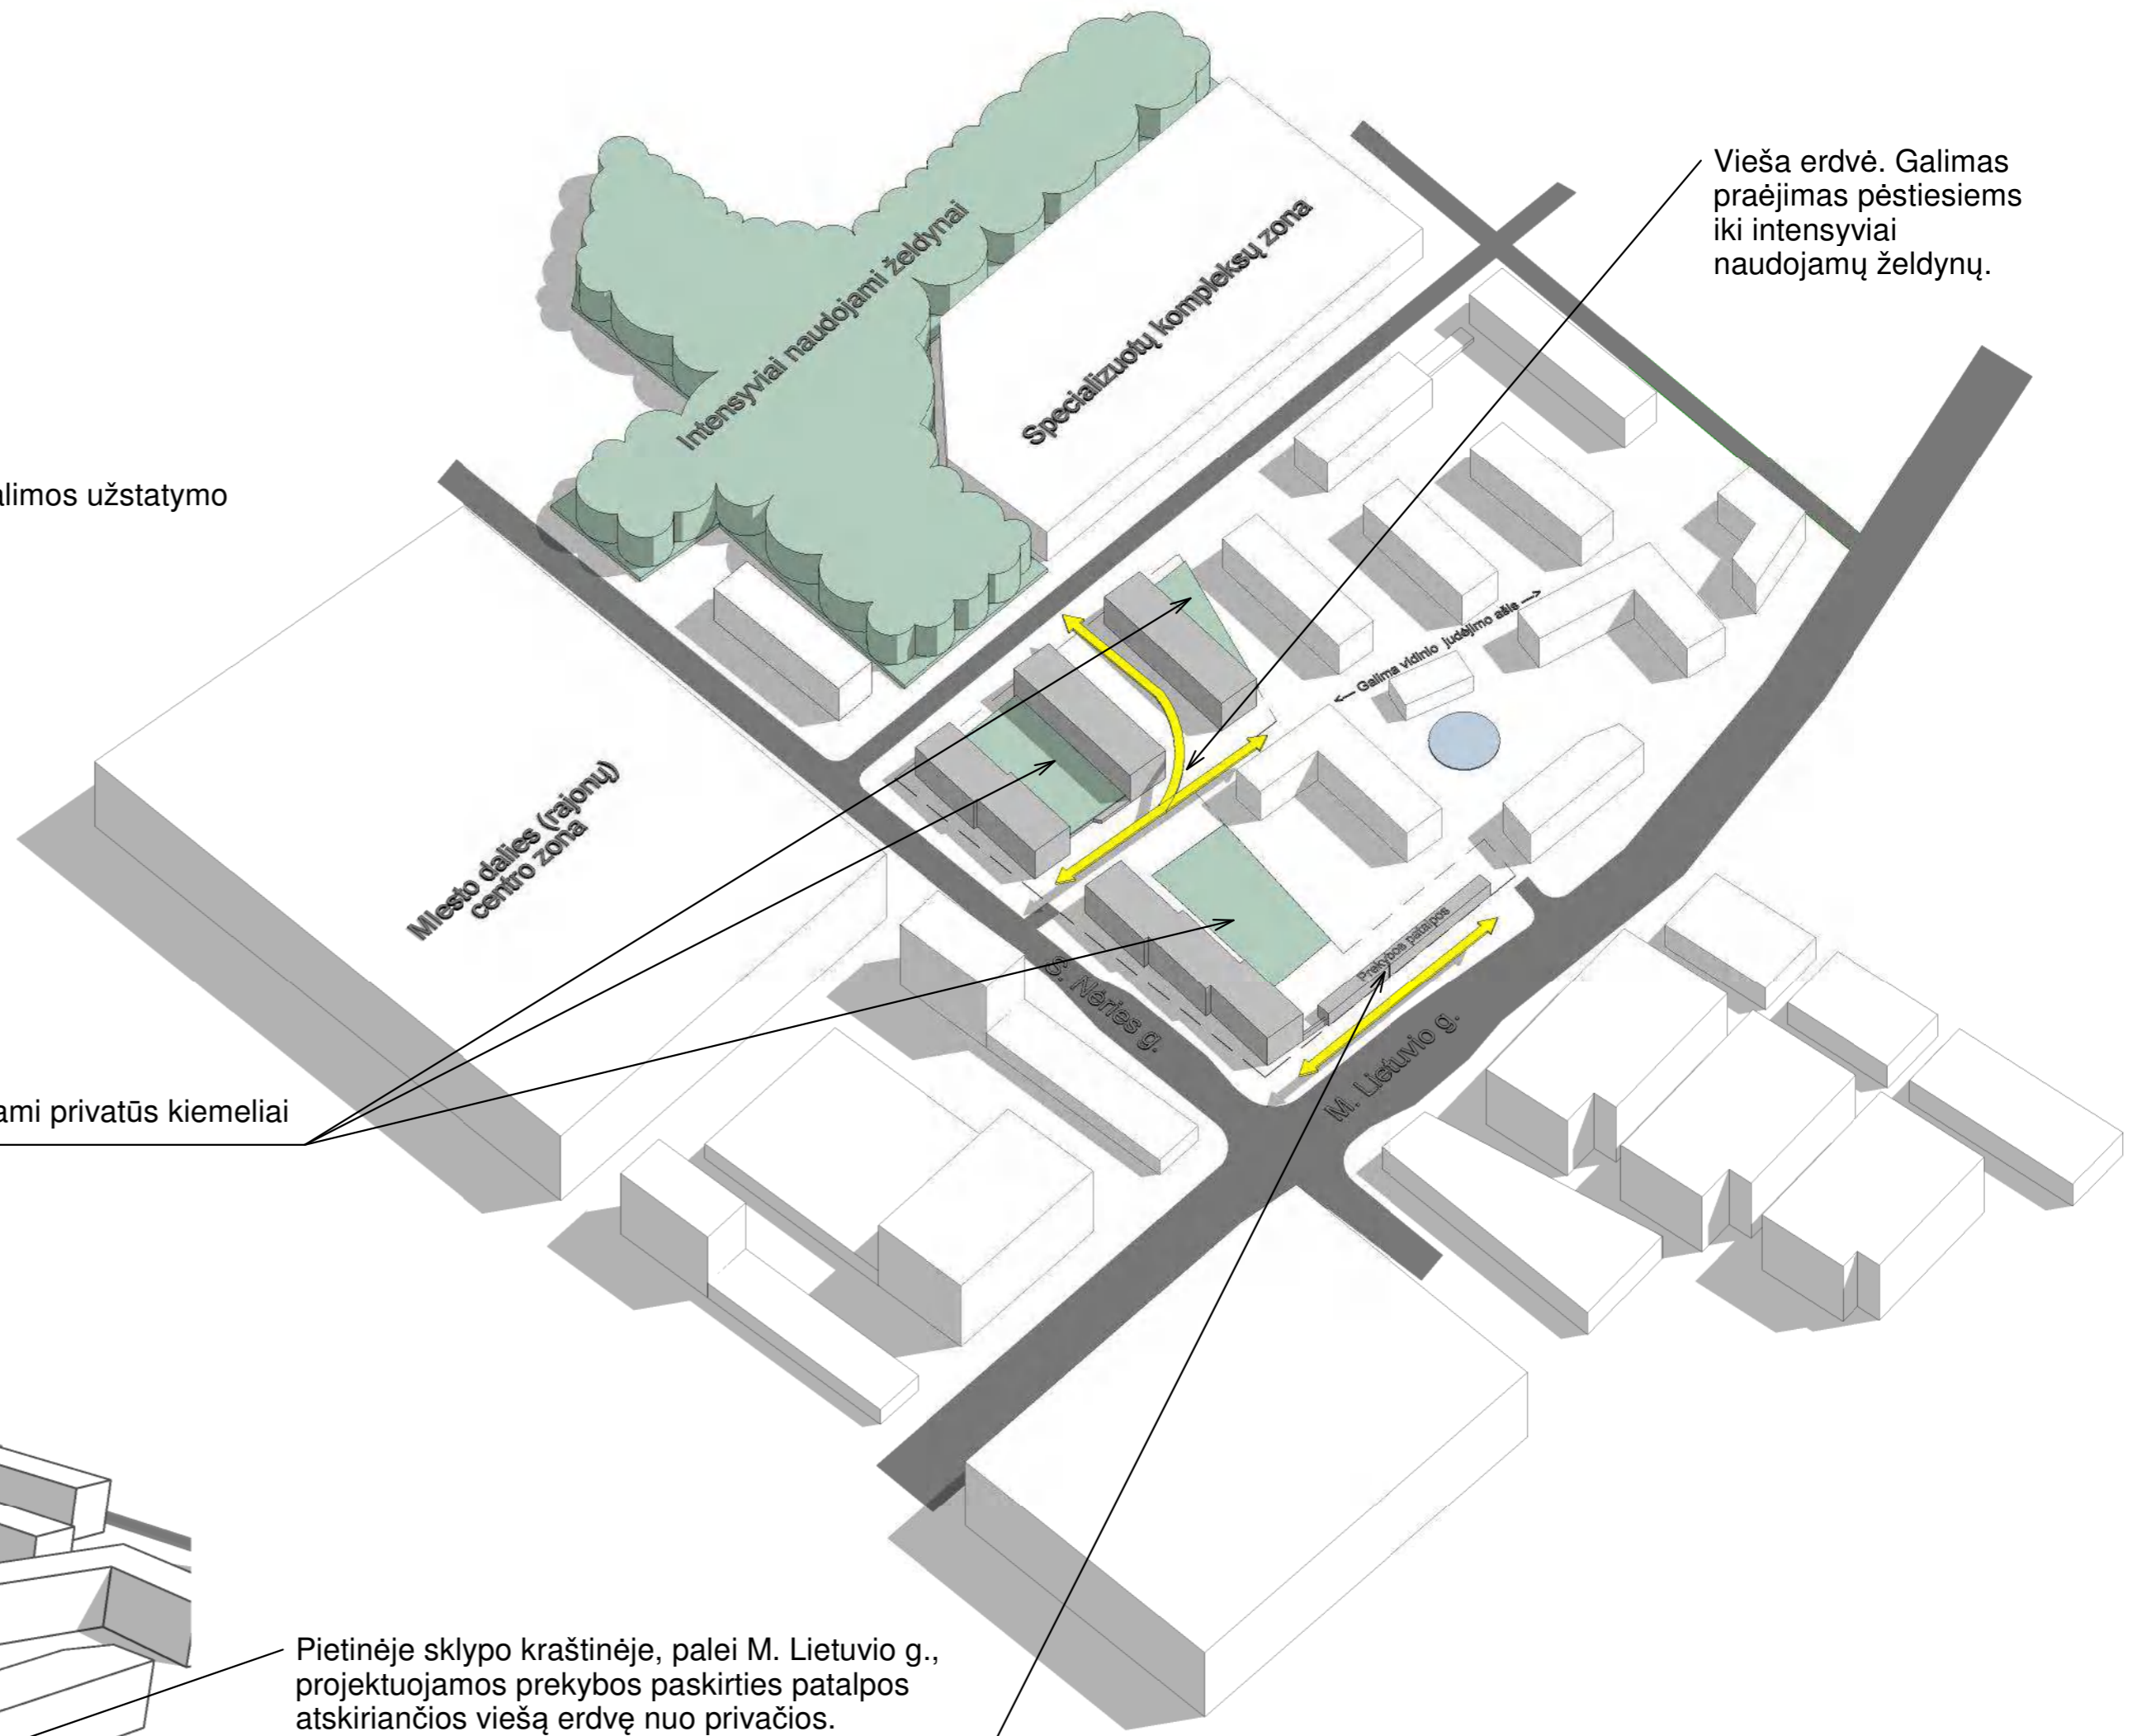 Vieša erdvė. Galimas
praėjimas pėstiesiems
iki intensyviai
naudojamų želdynų.
Intensyviai naudojami želdynai
Specializuotų kompleksų zona
alimos užstatymo
<— Galima vidinio judėjimo ašis —>
Miesto dalies (rajonų)
centro zona
Prekybos patalpos
S. Nėries g.
M. Lietuvio g.
ami privatūs kiemeliai
Pietinėje sklypo kraštinėje, palei M. Lietuvio g.,
projektuojamos prekybos paskirties patalpos
atskiriančios viešą erdvę nuo privačios.